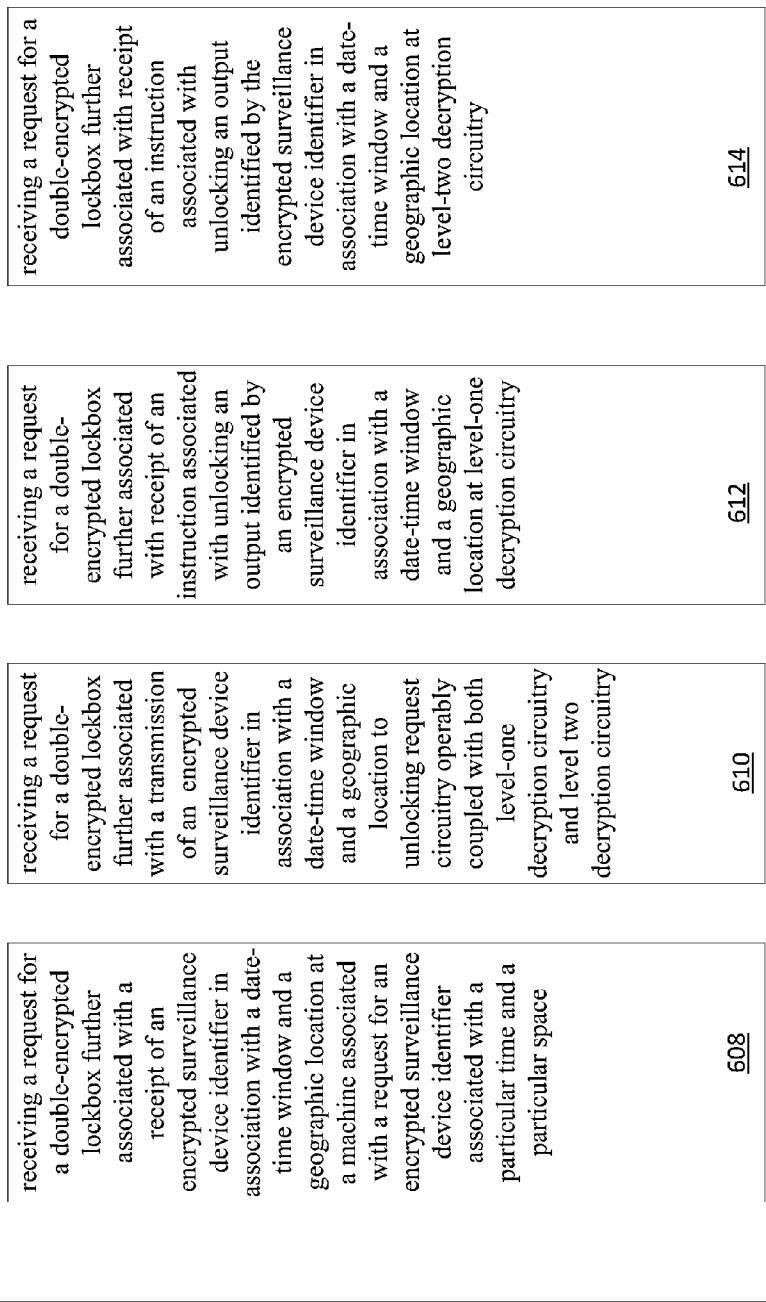 receiving a request for
a double-encrypted
lockbox further
associated with a
receipt of an
encrypted surveillance
device identifier in
association with a date-
time window and a
geographic location at
a machine associated
with a request for an
encrypted surveillance
device identifier
associated with a
particular time and a
particular space
608
receiving a request
for a double-
encrypted lockbox
further associated
with a transmission
of an encrypted
surveillance device
identifier in
association with a
date-time window
and a geographic
location to
unlocking request
circuitry operably
coupled with both
level-one
decryption circuitry
and level two
decryption circuitry
610
receiving a request
for a double-
encrypted lockbox
further associated
with receipt of an
instruction associated
with unlocking an
output identified by
an encrypted
surveillance device
identifier in
association with a
date-time window
and a geographic
location at level-one
decryption circuitry
612
receiving a request for a
double-encrypted
lockbox further
associated with receipt
of an instruction
associated with
unlocking an output
identified by the
encrypted surveillance
device identifier in
association with a date-
time window and a
geographic location at
level-two decryption
circuitry
614